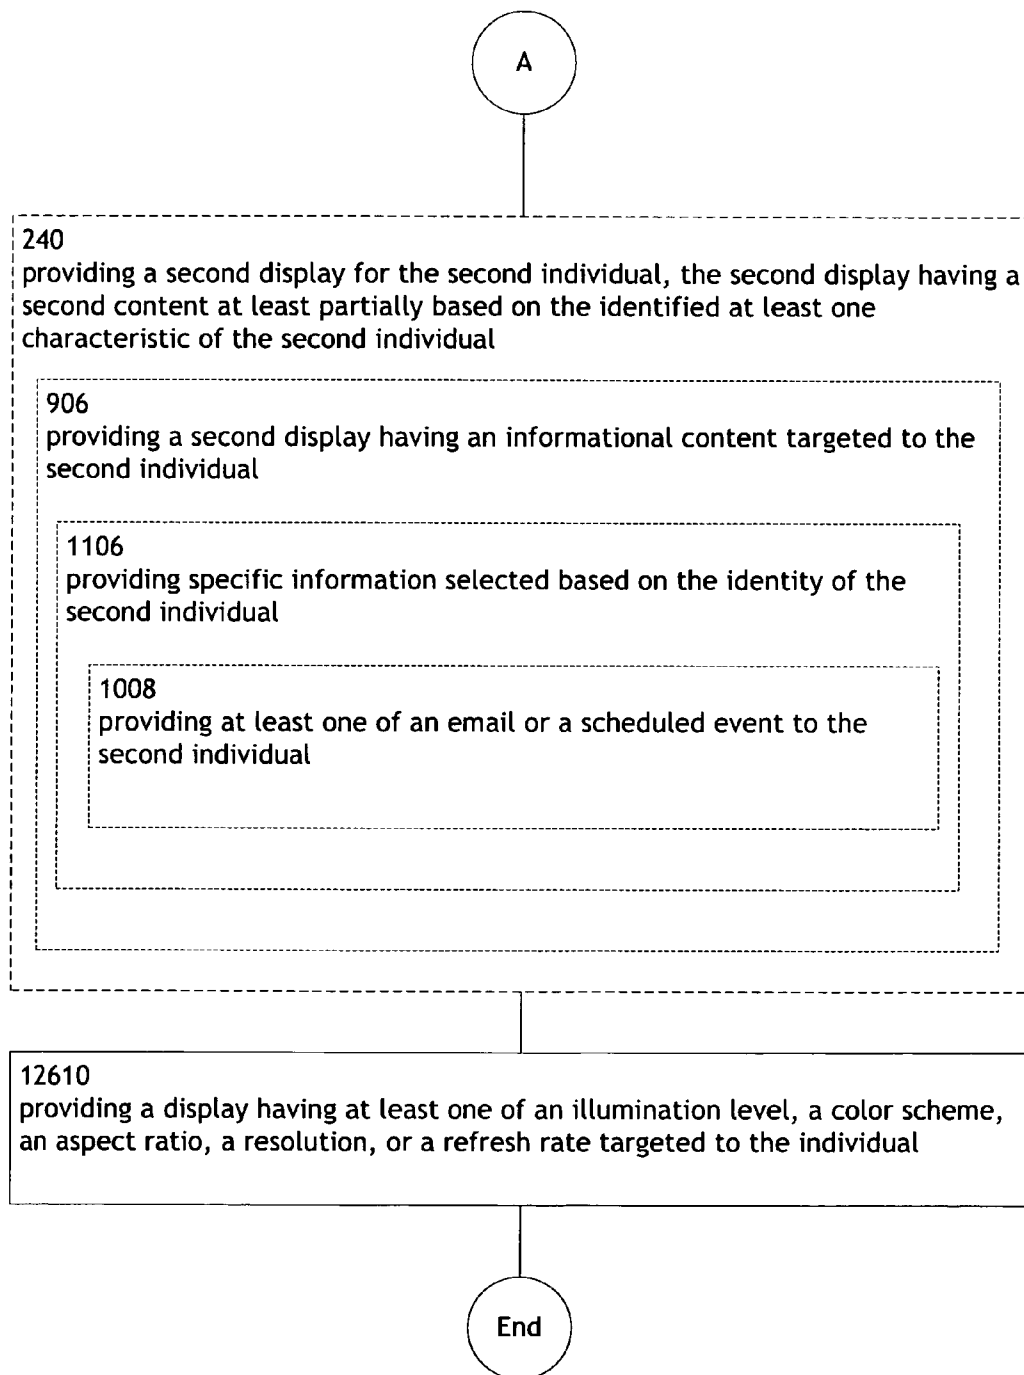 A
240
providing a second display for the second individual, the second display having a
second content at least partially based on the identified at least one
characteristic of the second individual
906
providing a second display having an informational content targeted to the
second individual
1106
providing specific information selected based on the identity of the
second individual
1008
providing at least one of an email or a scheduled event to the
second individual
12610
providing a display having at least one of an illumination level, a color scheme,
an aspect ratio, a resolution, or a refresh rate targeted to the individual
End